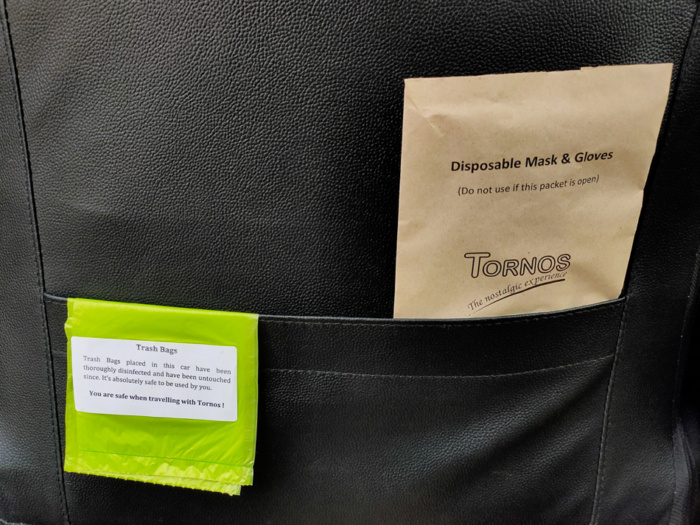 Disposable Mask & Gloves
(Do not use if this packet is open)
TORNOS
The nostalgic experience
Trash Bags
Trash Bags placed in this car have been
thoroughly disinfected and have been untouched
since. It's absolutely safe to be used by you.
You are safe when travelling with Tornos !